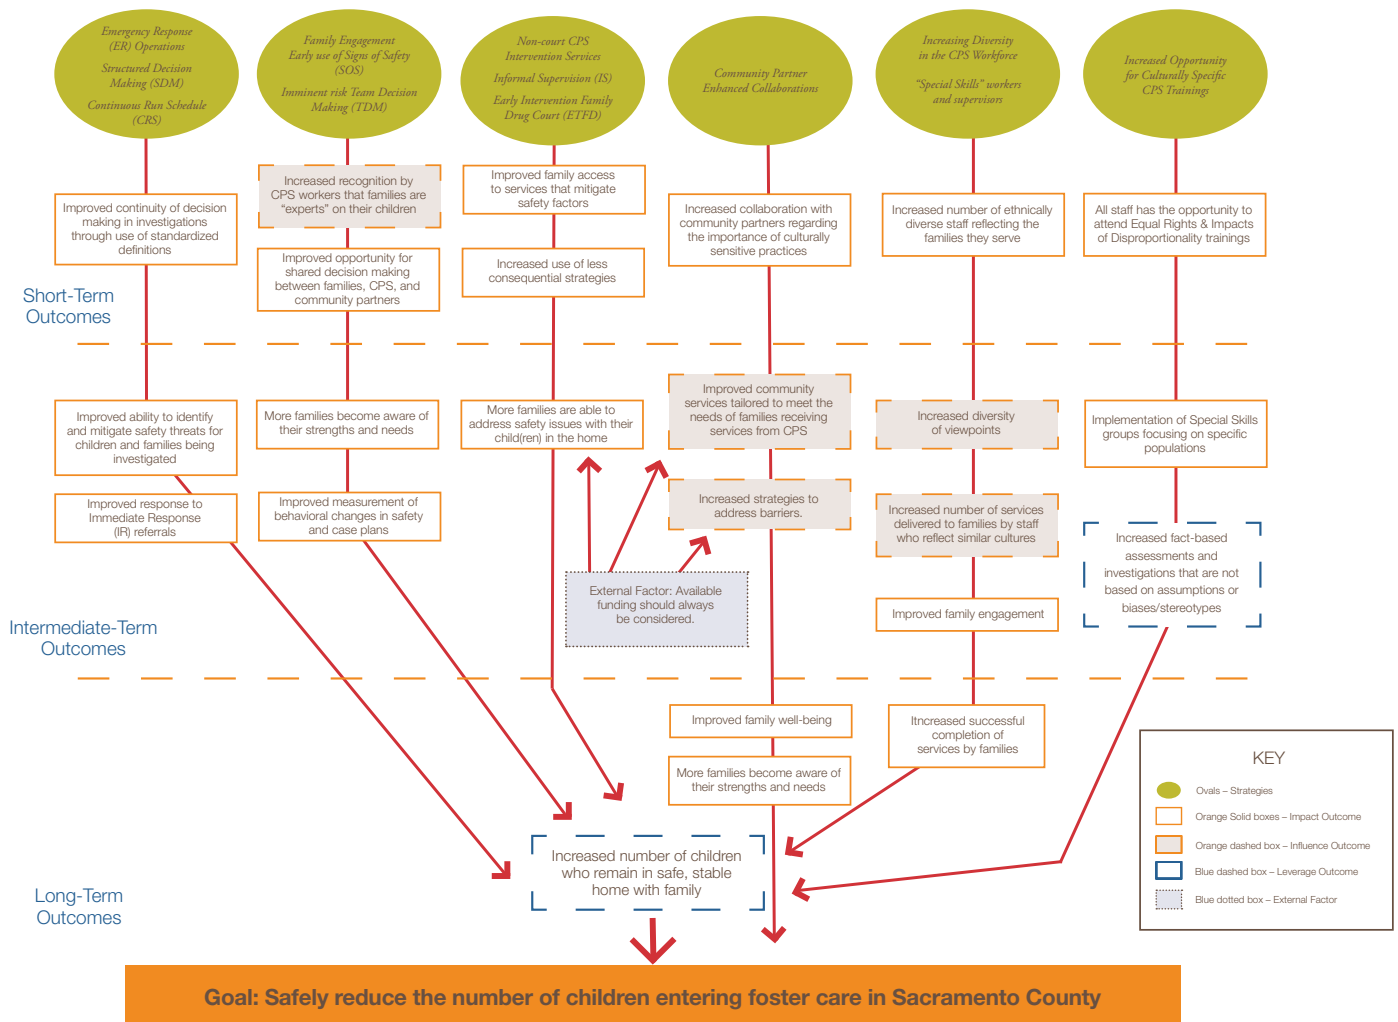 Emergency Response
(ER) Operations
Structured Decision
Making (SDM)
Continuous Run Schedule
(CRS)
Family Engagement
Early use of Signs of Safety
(SOS)
Imminent risk Team Decision
Making (TDM)
Non-court CPS
Intervention Services
Informal Supervision (IS)
Early Intervention Family
Drug Court (ETFD)
Community Partner
Enhanced Collaborations
Increasing Diversity
in the CPS Workforce
“Special Skills” workers
and supervisors
Increased Opportunity
for Culturally Specific
CPS Trainings
Short-Term
Outcomes
Improved continuity of decision
making in investigations
through use of standardized
definitions
Increased recognition by
CPS workers that families are
“experts” on their children
Improved opportunity for
shared decision making
between families, CPS, and
community partners
Improved family access
to services that mitigate
safety factors
Increased use of less
consequential strategies
Increased collaboration with
community partners regarding
the importance of culturally
sensitive practices
Increased number of ethnically
diverse staff reflecting the
families they serve
All staff has the opportunity to
attend Equal Rights & Impacts
of Disproportionality trainings
Intermediate-Term
Outcomes
Improved ability to identify
and mitigate safety threats for
children and families being
investigated
Improved response to
Immediate Response
(IR) referrals
More families become aware of
their strengths and needs
Improved measurement of
behavioral changes in safety
and case plans
More families are able to
address safety issues with their
child(ren) in the home
Improved community
services tailored to meet the
needs of families receiving
services from CPS
Increased strategies to
address barriers.
External Factor: Available
funding should always
be considered.
Increased diversity
of viewpoints
Increased number of services
delivered to families by staff
who reflect similar cultures
Improved family engagement
Implementation of Special Skills
groups focusing on specific
populations
Increased fact-based
assessments and
investigations that are not
based on assumptions or
biases/stereotypes
Long-Term
Outcomes
Improved family well-being
More families become aware of
their strengths and needs
Itncreased successful
completion of
services by families
Increased number of children
who remain in safe, stable
home with family
KEY
Ovals – Strategies
Orange Solid boxes – Impact Outcome
Orange dashed box – Influence Outcome
Blue dashed box – Leverage Outcome
Blue dotted box – External Factor
Goal: Safely reduce the number of children entering foster care in Sacramento County